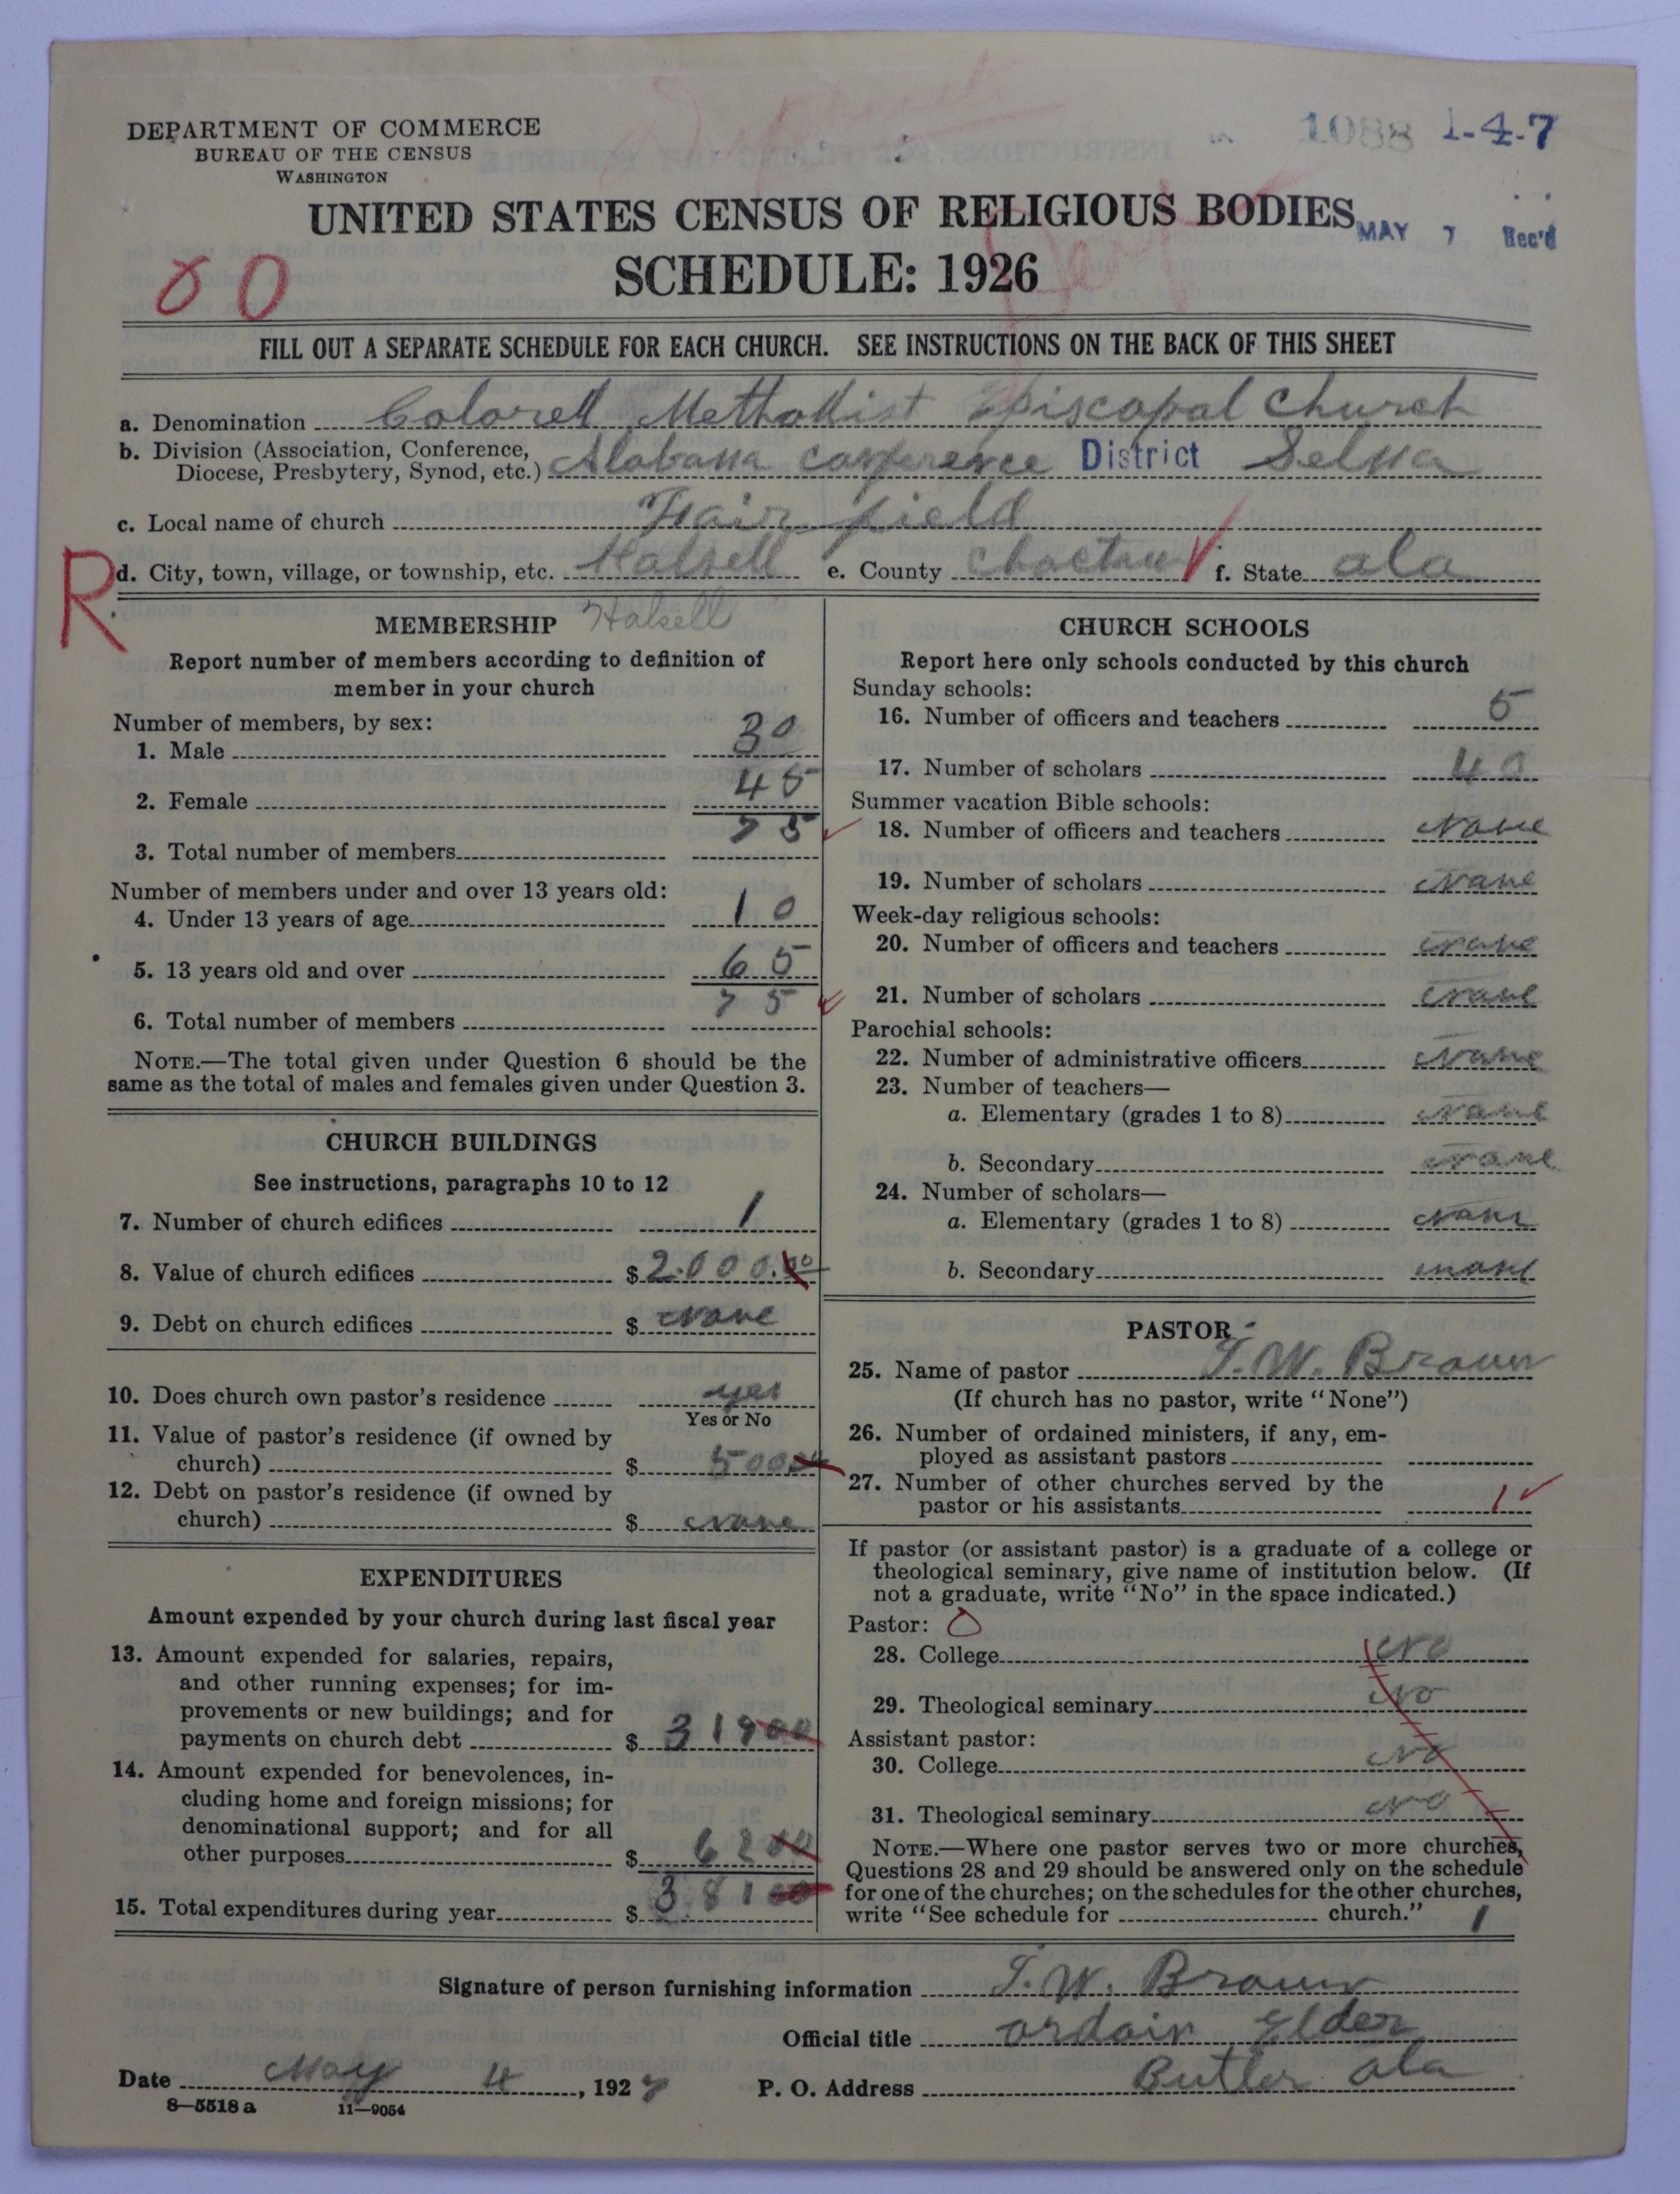 DEPARTMENT OF COMMERCE
BUREAU OF THE CENSUS
WASHINGTON
1088 1-4-7
UNITED STATES CENSUS OF RELIGIOUS BODIES
MAY 7 Rec'd
SCHEDULE: 1926
80
FILL OUT A SEPARATE SCHEDULE FOR EACH CHURCH. SEE INSTRUCTIONS ON THE BACK OF THIS SHEET
a. Denomination Colored Methodist Episcopal Church
b. Division (Association, Conference,
Diocese, Presbytery, Synod, etc.) Alabama conference District Selma
c. Local name of church Fair field
R
d. City, town, village, or township, etc. Halsell e. County Choctaw f. State ala
MEMBERSHIP Halsell
Report number of members according to definition of
member in your church
Number of members, by sex:
1. Male 30
2. Female 45
3. Total number of members 75
Number of members under and over 13 years old:
4. Under 13 years of age 10
5. 13 years old and over 65
6. Total number of members 75
NOTE.—The total given under Question 6 should be the
same as the total of males and females given under Question 3.
CHURCH BUILDINGS
See instructions, paragraphs 10 to 12
7. Number of church edifices 1
8. Value of church edifices $ 2.000.00
9. Debt on church edifices $ None
10. Does church own pastor's residence yes
Yes or No
11. Value of pastor's residence (if owned by
church) $ 500.00
12. Debt on pastor's residence (if owned by
church) $ None
EXPENDITURES
Amount expended by your church during last fiscal year
13. Amount expended for salaries, repairs,
and other running expenses; for im-
provements or new buildings; and for
payments on church debt $ 31900
14. Amount expended for benevolences, in-
cluding home and foreign missions; for
denominational support; and for all
other purposes $ 6200
15. Total expenditures during year $ 38100
CHURCH SCHOOLS
Report here only schools conducted by this church
Sunday schools:
16. Number of officers and teachers 5
17. Number of scholars 40
Summer vacation Bible schools:
18. Number of officers and teachers None
19. Number of scholars None
Week-day religious schools:
20. Number of officers and teachers None
21. Number of scholars None
Parochial schools:
22. Number of administrative officers None
23. Number of teachers—
a. Elementary (grades 1 to 8) None
b. Secondary None
24. Number of scholars—
a. Elementary (grades 1 to 8) None
b. Secondary None
PASTOR
25. Name of pastor S. W. Brown
(If church has no pastor, write "None")
26. Number of ordained ministers, if any, em-
ployed as assistant pastors
27. Number of other churches served by the
pastor or his assistants 1
If pastor (or assistant pastor) is a graduate of a college or
theological seminary, give name of institution below. (If
not a graduate, write "No" in the space indicated.)
Pastor: 0
28. College No
29. Theological seminary No
Assistant pastor:
30. College No
31. Theological seminary No
NOTE.—Where one pastor serves two or more churches,
Questions 28 and 29 should be answered only on the schedule
for one of the churches; on the schedules for the other churches,
write "See schedule for church." 1
Signature of person furnishing information S. W. Brown
Official title ordain Elder
Date May 4, 1927 P. O. Address Butler ala
8—5518 a 11—9054